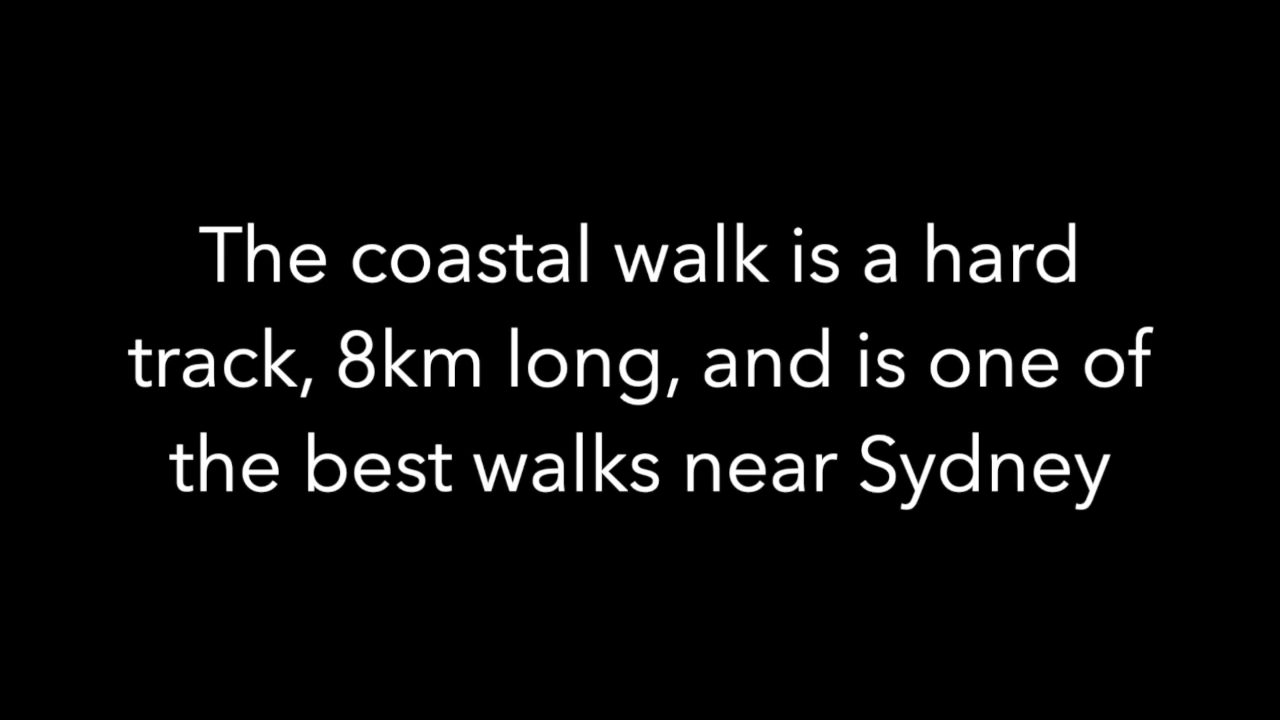 The coastal walk is a hard
track, 8km long, and is one of
the best walks near Sydney